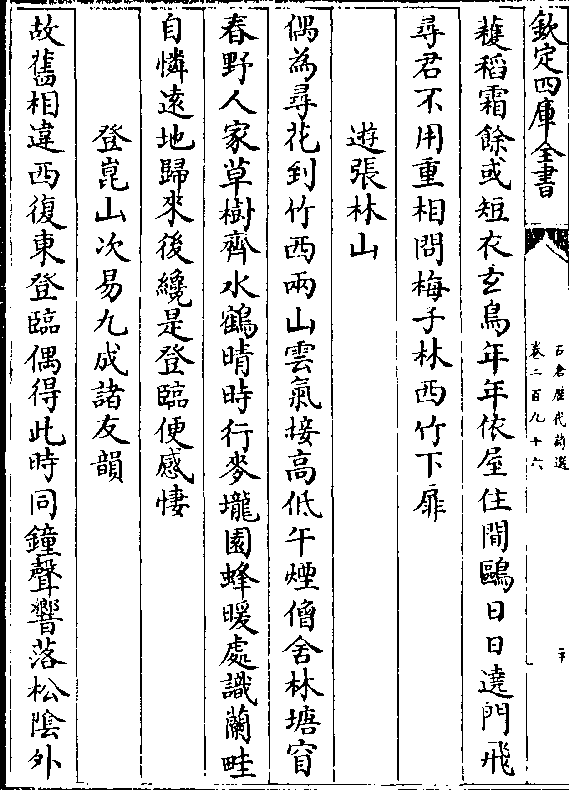 欽定四庫全書
石倉歴代詩選
卷二百九十六
穫稻霜餘或短衣玄鳥年年依屋住間鷗日日遶門飛
尋君不用重相問梅子林西竹下扉
遊張林山
偶為尋花到竹西兩山雲氣接高低午煙僧舍林塘窅
春野人家草樹齊水鶴晴時行麥壠園蜂暖處識蘭畦
自憐遠地歸來後纔是登臨便感悽
登崑山次易九成諸友韻
故舊相違西復東登臨偶得此時同鐘聲響落松陰外